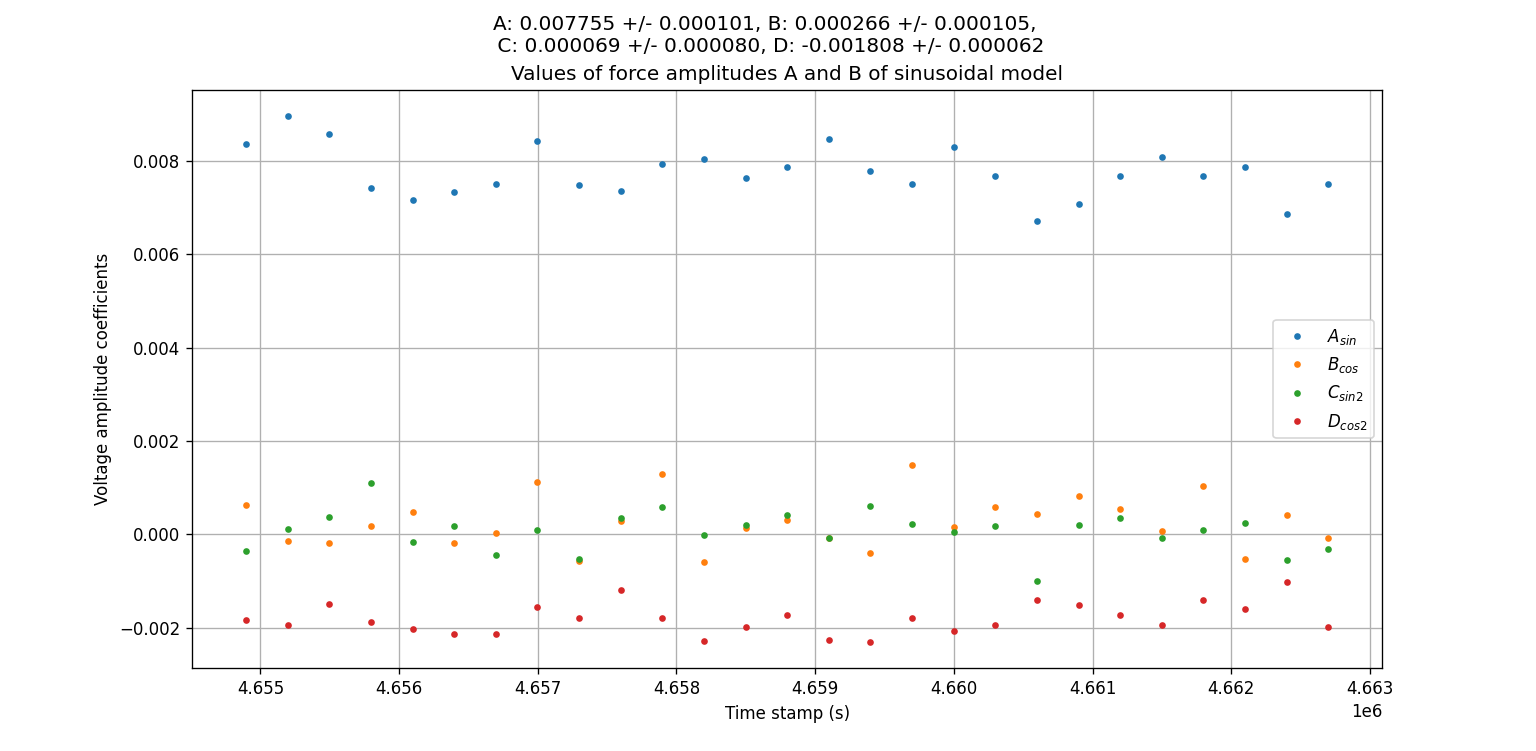 A: 0.007755 +/- 0.000101, B: 0.000266 +/- 0.000105,
C: 0.000069 +/- 0.000080, D: -0.001808 +/- 0.000062
Values of force amplitudes A and B of sinusoidal model
Voltage amplitude coefficients
0.008
0.006
0.004
0.002
0.000
−0.002
A_sin
B_cos
C_sin2
D_cos2
4.655 4.656 4.657 4.658 4.659 4.660 4.661 4.662 4.663
1e6
Time stamp (s)